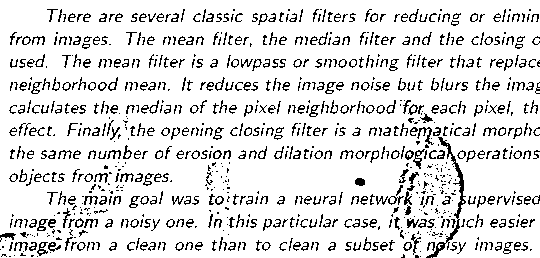 There are several classic spatial filters for reducing or elimin
from images. The mean filter, the median filter and the closing o
used. The mean filter is a lowpass or smoothing filter that replace
neighborhood mean. It reduces the image noise but blurs the imag
calculates the median of the pixel neighborhood for each pixel, th
effect. Finally, the opening closing filter is a mathematical morpho
the same number of erosion and dilation morphological operations
objects from images.
The main goal was to train a neural network in a supervised
image from a noisy one. In this particular case, it was much easier
image from a clean one than to clean a subset of noisy images.